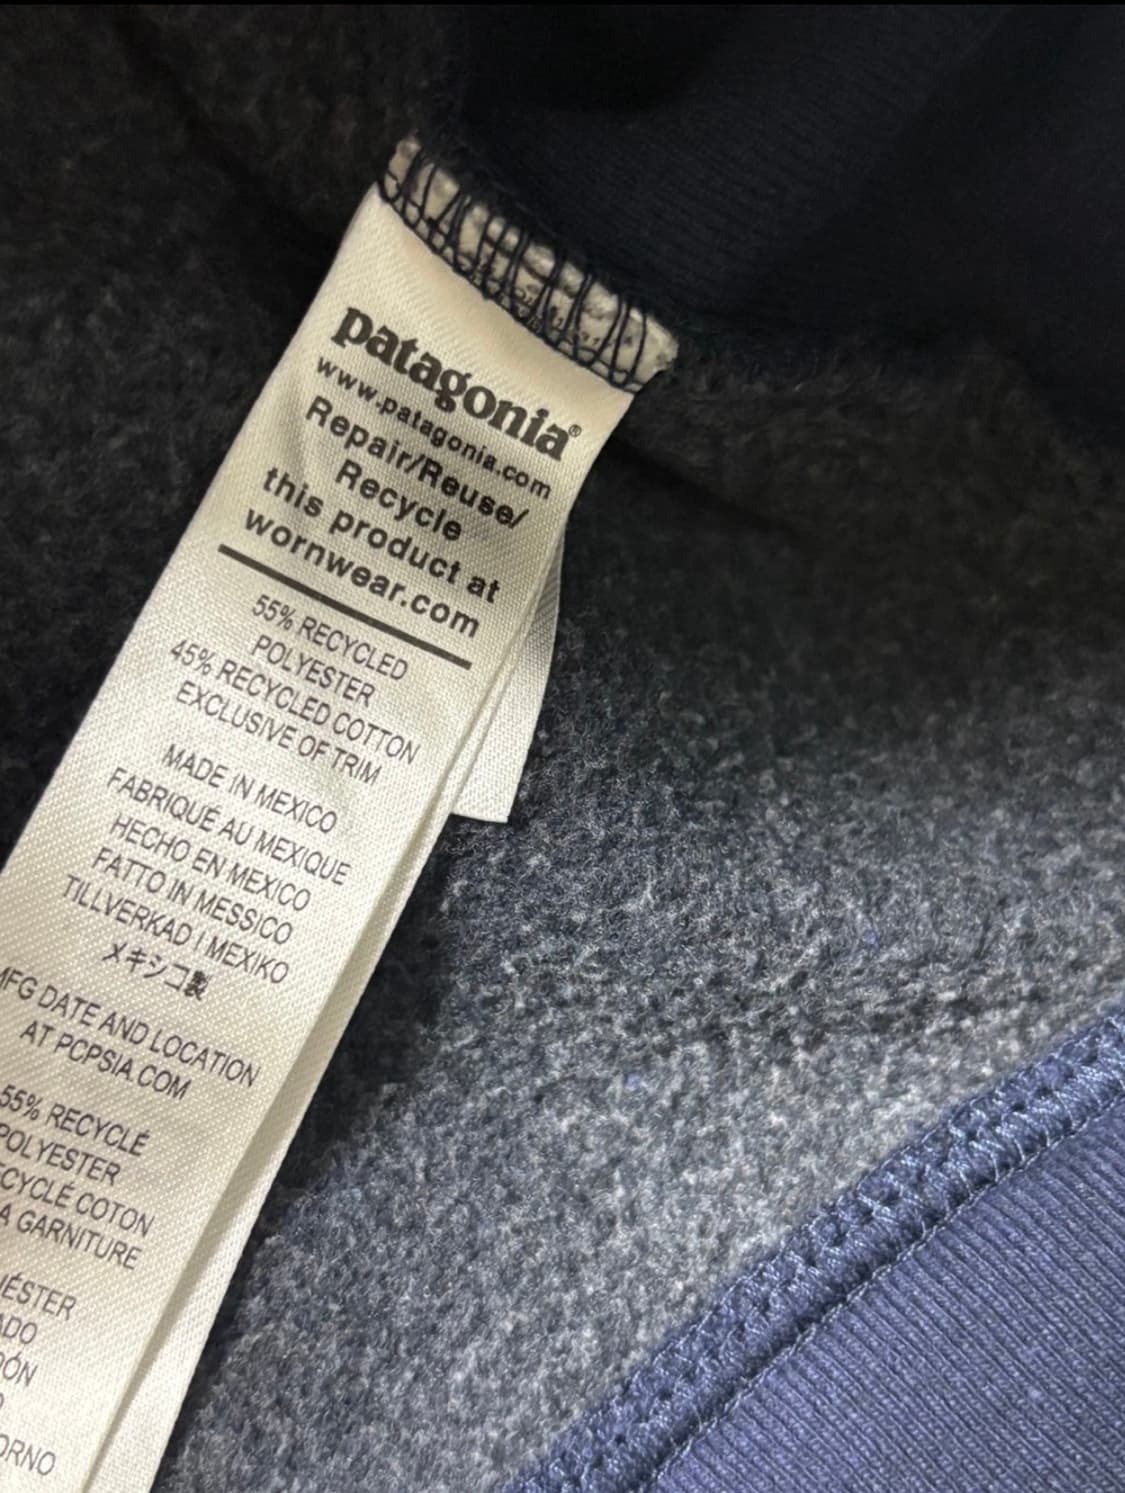 patagonia®
www.patagonia.com
Repair/Reuse/
Recycle
this product at
wornwear.com
55% RECYCLED
POLYESTER
45% RECYCLED COTTON
EXCLUSIVE OF TRIM
MADE IN MEXICO
FABRIQUÉ AU MEXIQUE
HECHO EN MEXICO
FATTO IN MESSICO
TILLVERKAD I MEXIKO
メキシコ製
MFG DATE AND LOCATION
AT PCPSIA.COM
55% RECYCLÉ
POLYESTER
COTON
GARNITURE